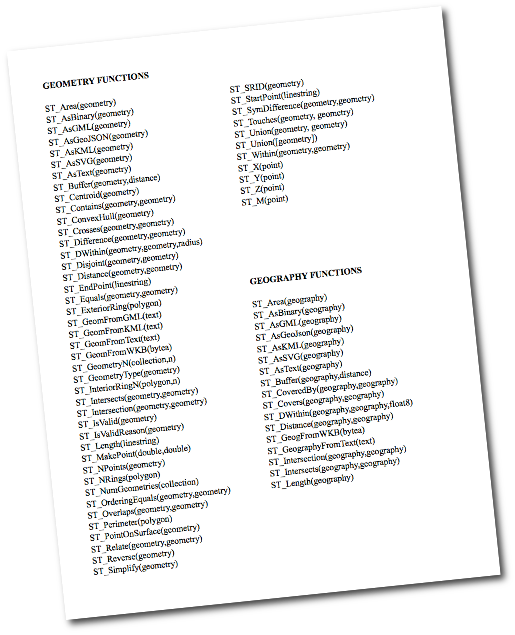 GEOMETRY FUNCTIONS
ST_Area(geometry)
ST_AsBinary(geometry)
ST_AsGML(geometry)
ST_AsGeoJSON(geometry)
ST_AsKML(geometry)
ST_AsSVG(geometry)
ST_AsText(geometry)
ST_Buffer(geometry,distance)
ST_Centroid(geometry)
ST_Contains(geometry,geometry)
ST_ConvexHull(geometry)
ST_Crosses(geometry,geometry)
ST_Difference(geometry,geometry)
ST_DWithin(geometry,geometry,radius)
ST_Disjoint(geometry,geometry)
ST_Distance(geometry,geometry)
ST_EndPoint(linestring)
ST_Equals(geometry,geometry)
ST_ExteriorRing(polygon)
ST_GeomFromGML(text)
ST_GeomFromKML(text)
ST_GeomFromText(text)
ST_GeomFromWKB(bytea)
ST_GeometryN(collection,n)
ST_GeometryType(geometry)
ST_InteriorRingN(polygon,n)
ST_Intersects(geometry,geometry)
ST_Intersection(geometry,geometry)
ST_IsValid(geometry)
ST_IsValidReason(geometry)
ST_Length(linestring)
ST_MakePoint(double,double)
ST_NPoints(geometry)
ST_NRings(polygon)
ST_NumGeometries(collection)
ST_OrderingEquals(geometry,geometry)
ST_Overlaps(geometry,geometry)
ST_Perimeter(polygon)
ST_PointOnSurface(geometry)
ST_Relate(geometry,geometry)
ST_Reverse(geometry)
ST_Simplify(geometry)
ST_SRID(geometry)
ST_StartPoint(linestring)
ST_SymDifference(geometry,geometry)
ST_Touches(geometry, geometry)
ST_Union(geometry, geometry)
ST_Union([geometry])
ST_Within(geometry,geometry)
ST_X(point)
ST_Y(point)
ST_Z(point)
ST_M(point)
GEOGRAPHY FUNCTIONS
ST_Area(geography)
ST_AsBinary(geography)
ST_AsGML(geography)
ST_AsGeoJson(geography)
ST_AsKML(geography)
ST_AsSVG(geography)
ST_AsText(geography)
ST_Buffer(geography,distance)
ST_CoveredBy(geography,geography)
ST_Covers(geography,geography)
ST_DWithin(geography,geography,float8)
ST_Distance(geography,geography)
ST_GeogFromWKB(bytea)
ST_GeographyFromText(text)
ST_Intersection(geography,geography)
ST_Intersects(geography,geography)
ST_Length(geography)